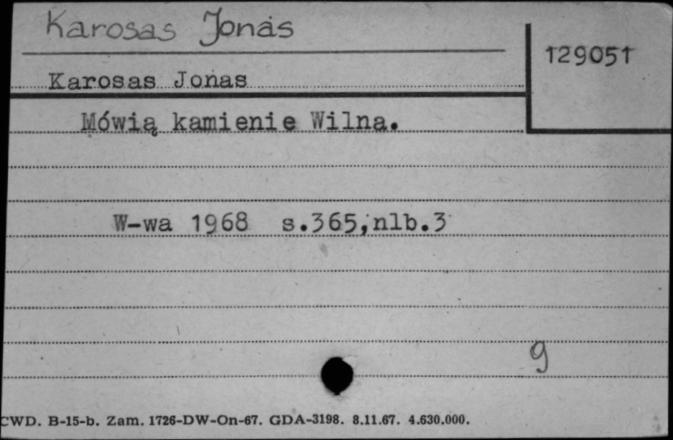 Karosas Jonas
129051
Karosas Jonas
Mówią kamienie Wilna.
W-wa 1968 s.365,nlb.3
9
CWD. B-15-b. Zam. 1726-DW-On-67. GDA-3198. 8.11.67. 4.630.000.